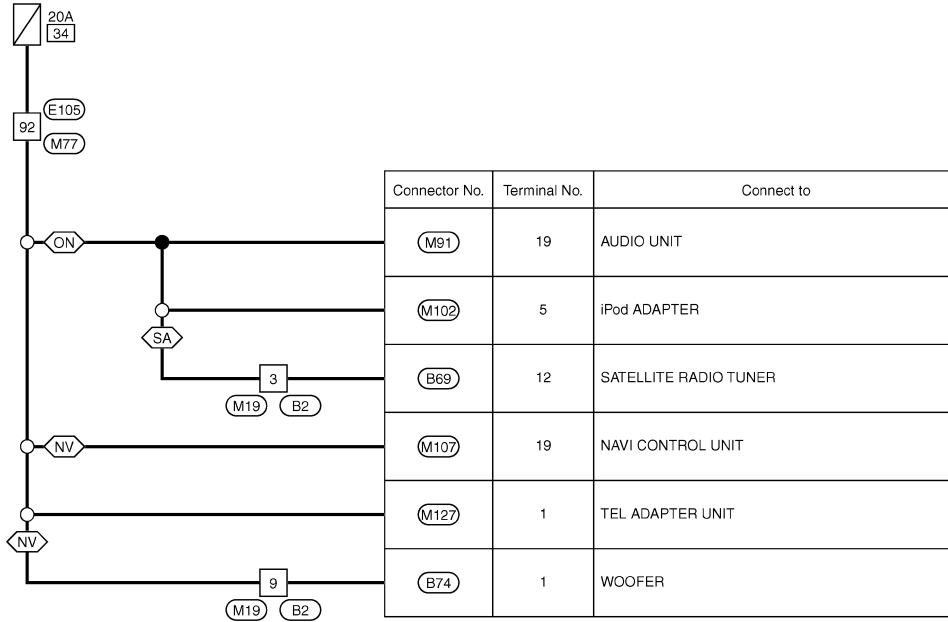 20A
34
E105
92
M77
Connector No. Terminal No. Connect to
ON M91 19 AUDIO UNIT
M102 5 iPod ADAPTER
SA
3 B69 12 SATELLITE RADIO TUNER
M19 B2
NV M107 19 NAVI CONTROL UNIT
M127 1 TEL ADAPTER UNIT
NV
9 B74 1 WOOFER
M19 B2